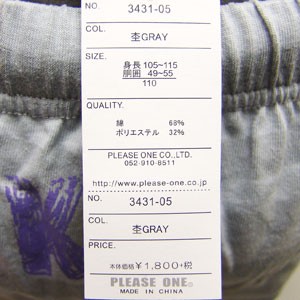 NO.
3431-05
COL.
杢GRAY
SIZE.
身長 105~115
胴囲 49~55
110
QUALITY.
綿 68%
ポリエステル 32%
PLEASE ONE CO.,LTD.
052-910-8511
http://www.please-one.co.jp
NO.
3431-05
COL.
杢GRAY
PRICE.
本体価格 ¥1,800+税
PLEASE ONE.
MADE IN CHINA
K